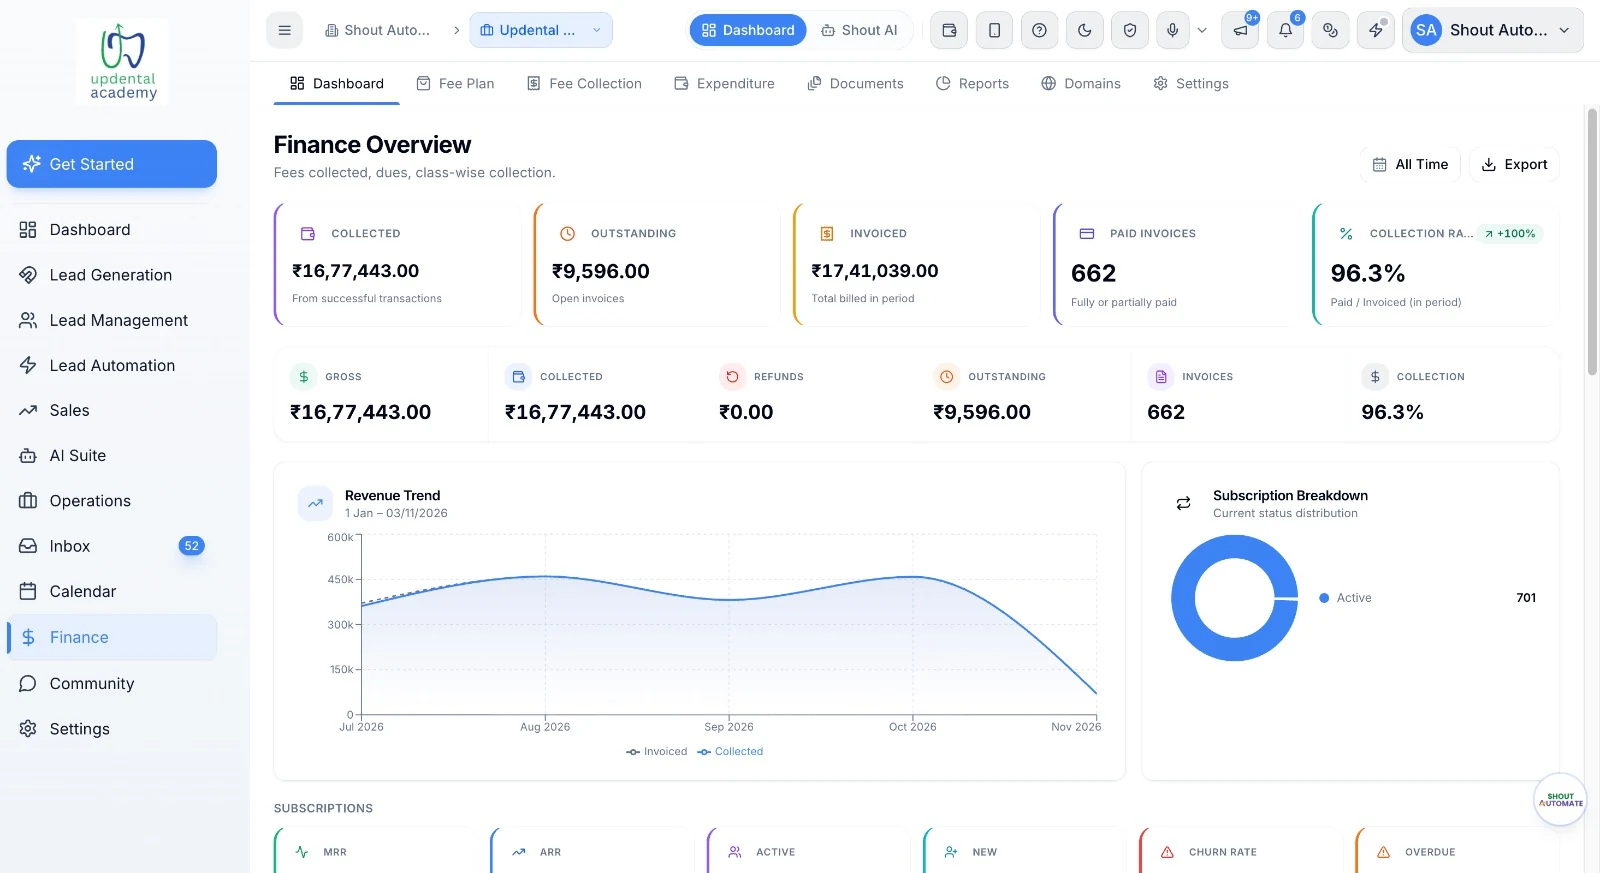 updental
academy
Get Started
Dashboard
Lead Generation
Lead Management
Lead Automation
Sales
AI Suite
Operations
Inbox
52
Calendar
Finance
Community
Settings
Shout Auto...
Updental ...
Dashboard
Shout AI
9+
6
SA
Shout Auto...
Dashboard
Fee Plan
Fee Collection
Expenditure
Documents
Reports
Domains
Settings
Finance Overview
Fees collected, dues, class-wise collection.
All Time
Export
COLLECTED
₹16,77,443.00
From successful transactions
OUTSTANDING
₹9,596.00
Open invoices
INVOICED
₹17,41,039.00
Total billed in period
PAID INVOICES
662
Fully or partially paid
COLLECTION RA...
+100%
96.3%
Paid / Invoiced (in period)
GROSS
₹16,77,443.00
COLLECTED
₹16,77,443.00
REFUNDS
₹0.00
OUTSTANDING
₹9,596.00
INVOICES
662
COLLECTION
96.3%
Revenue Trend
1 Jan – 03/11/2026
600k
450k
300k
150k
0
Jul 2026
Aug 2026
Sep 2026
Oct 2026
Nov 2026
Invoiced
Collected
Subscription Breakdown
Current status distribution
Active
701
SHOUT
AUTOMATE
SUBSCRIPTIONS
MRR
ARR
ACTIVE
NEW
CHURN RATE
OVERDUE